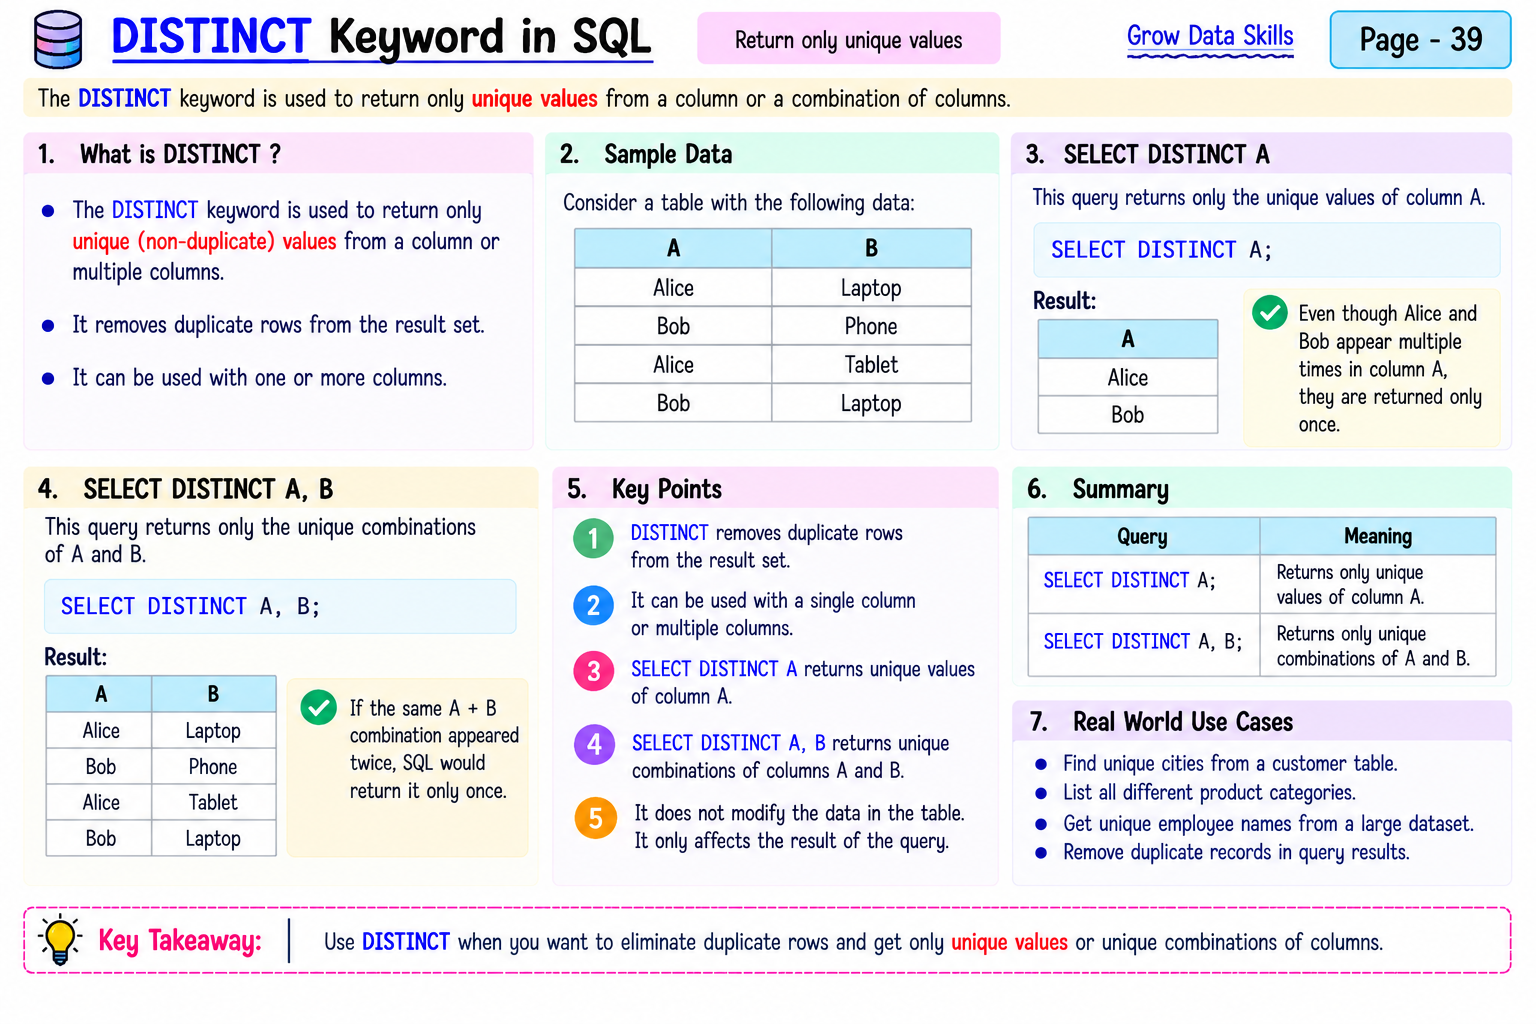 DISTINCT Keyword in SQL
Return only unique values
Grow Data Skills
Page - 39
The DISTINCT keyword is used to return only unique values from a column or a combination of columns.
1. What is DISTINCT ?
The DISTINCT keyword is used to return only
unique (non-duplicate) values from a column or
multiple columns.
It removes duplicate rows from the result set.
It can be used with one or more columns.
2. Sample Data
Consider a table with the following data:
A B
Alice Laptop
Bob Phone
Alice Tablet
Bob Laptop
3. SELECT DISTINCT A
This query returns only the unique values of column A.
SELECT DISTINCT A;
Result:
A
Alice
Bob
Even though Alice and
Bob appear multiple
times in column A,
they are returned only
once.
4. SELECT DISTINCT A, B
This query returns only the unique combinations
of A and B.
SELECT DISTINCT A, B;
Result:
A B
Alice Laptop
Bob Phone
Alice Tablet
Bob Laptop
If the same A + B
combination appeared
twice, SQL would
return it only once.
5. Key Points
1 DISTINCT removes duplicate rows
from the result set.
2 It can be used with a single column
or multiple columns.
3 SELECT DISTINCT A returns unique values
of column A.
4 SELECT DISTINCT A, B returns unique
combinations of columns A and B.
5 It does not modify the data in the table.
It only affects the result of the query.
6. Summary
Query Meaning
SELECT DISTINCT A; Returns only unique
values of column A.
SELECT DISTINCT A, B; Returns only unique
combinations of A and B.
7. Real World Use Cases
Find unique cities from a customer table.
List all different product categories.
Get unique employee names from a large dataset.
Remove duplicate records in query results.
Key Takeaway:
Use DISTINCT when you want to eliminate duplicate rows and get only unique values or unique combinations of columns.